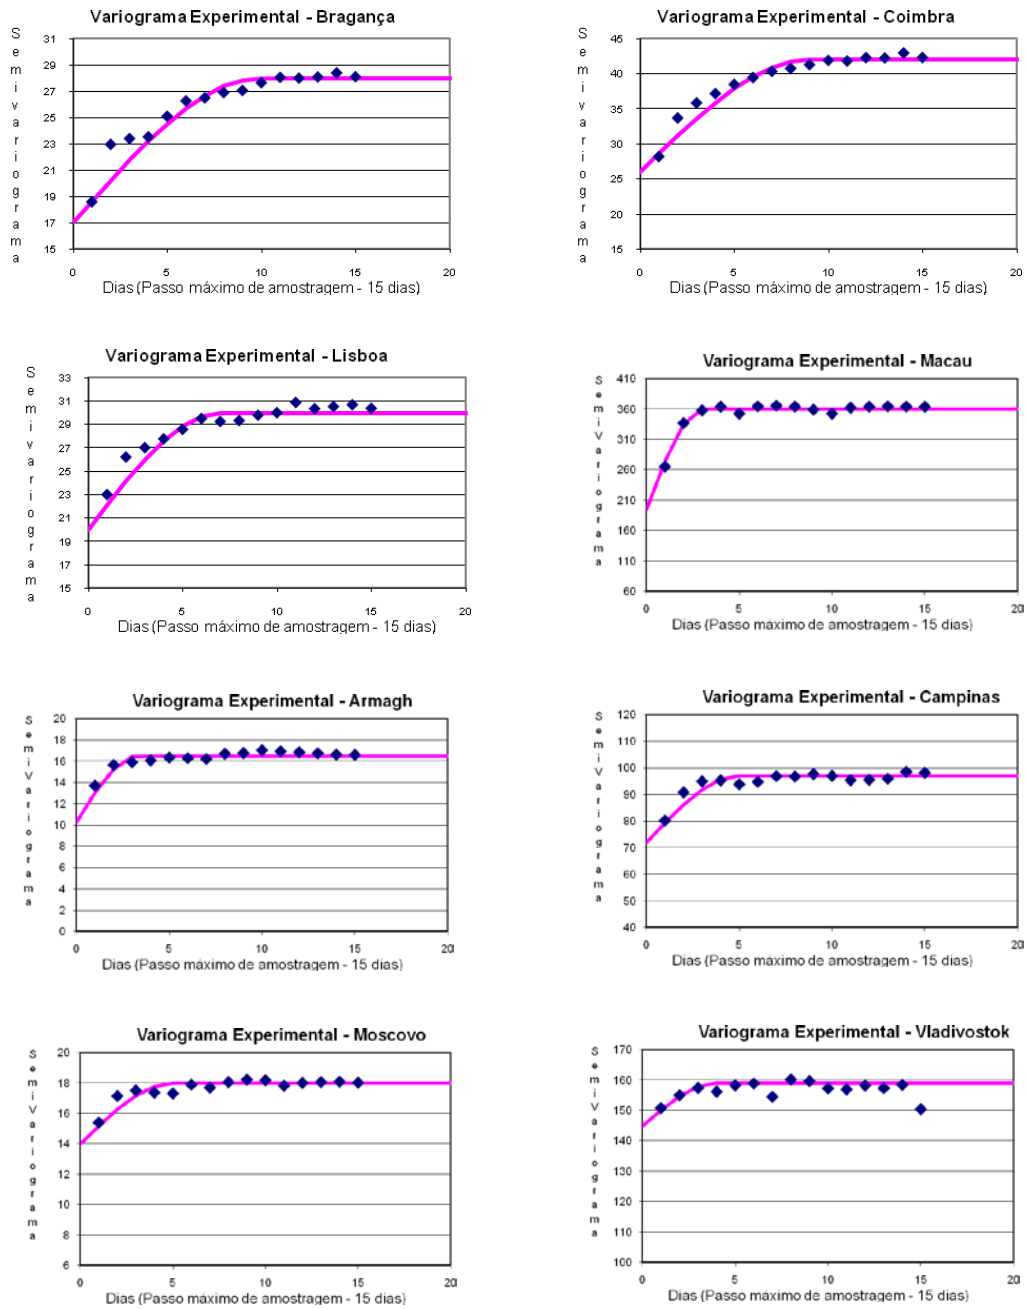 Variograma Experimental - Bragança
Semivariograma
31
29
27
25
23
21
19
17
15
0 5 10 15 20
Dias (Passo máximo de amostragem - 15 dias)
Variograma Experimental - Coimbra
Semivariograma
45
40
35
30
25
20
15
0 5 10 15 20
Dias (Passo máximo de amostragem - 15 dias)
Variograma Experimental - Lisboa
Semivariograma
33
31
29
27
25
23
21
19
17
15
0 5 10 15 20
Dias (Passo máximo de amostragem - 15 dias)
Variograma Experimental - Macau
SemiVariograma
410
360
310
260
210
160
110
60
0 5 10 15 20
Dias (Passo máximo de amostragem - 15 dias)
Variograma Experimental - Armagh
SemiVariograma
20
18
16
14
12
10
8
6
4
2
0
0 5 10 15 20
Dias (Passo máximo de amostragem - 15 dias)
Variograma Experimental - Campinas
SemiVariograma
120
110
100
90
80
70
60
50
40
0 5 10 15 20
Dias (Passo máximo de amostragem - 15 dias)
Variograma Experimental - Moscovo
SemiVariograma
20
18
16
14
12
10
8
6
0 5 10 15 20
Dias (Passo máximo de amostragem - 15 dias)
Variograma Experimental - Vladivostok
SemiVariograma
170
160
150
140
130
120
110
100
0 5 10 15 20
Dias (Passo máximo de amostragem - 15 dias)